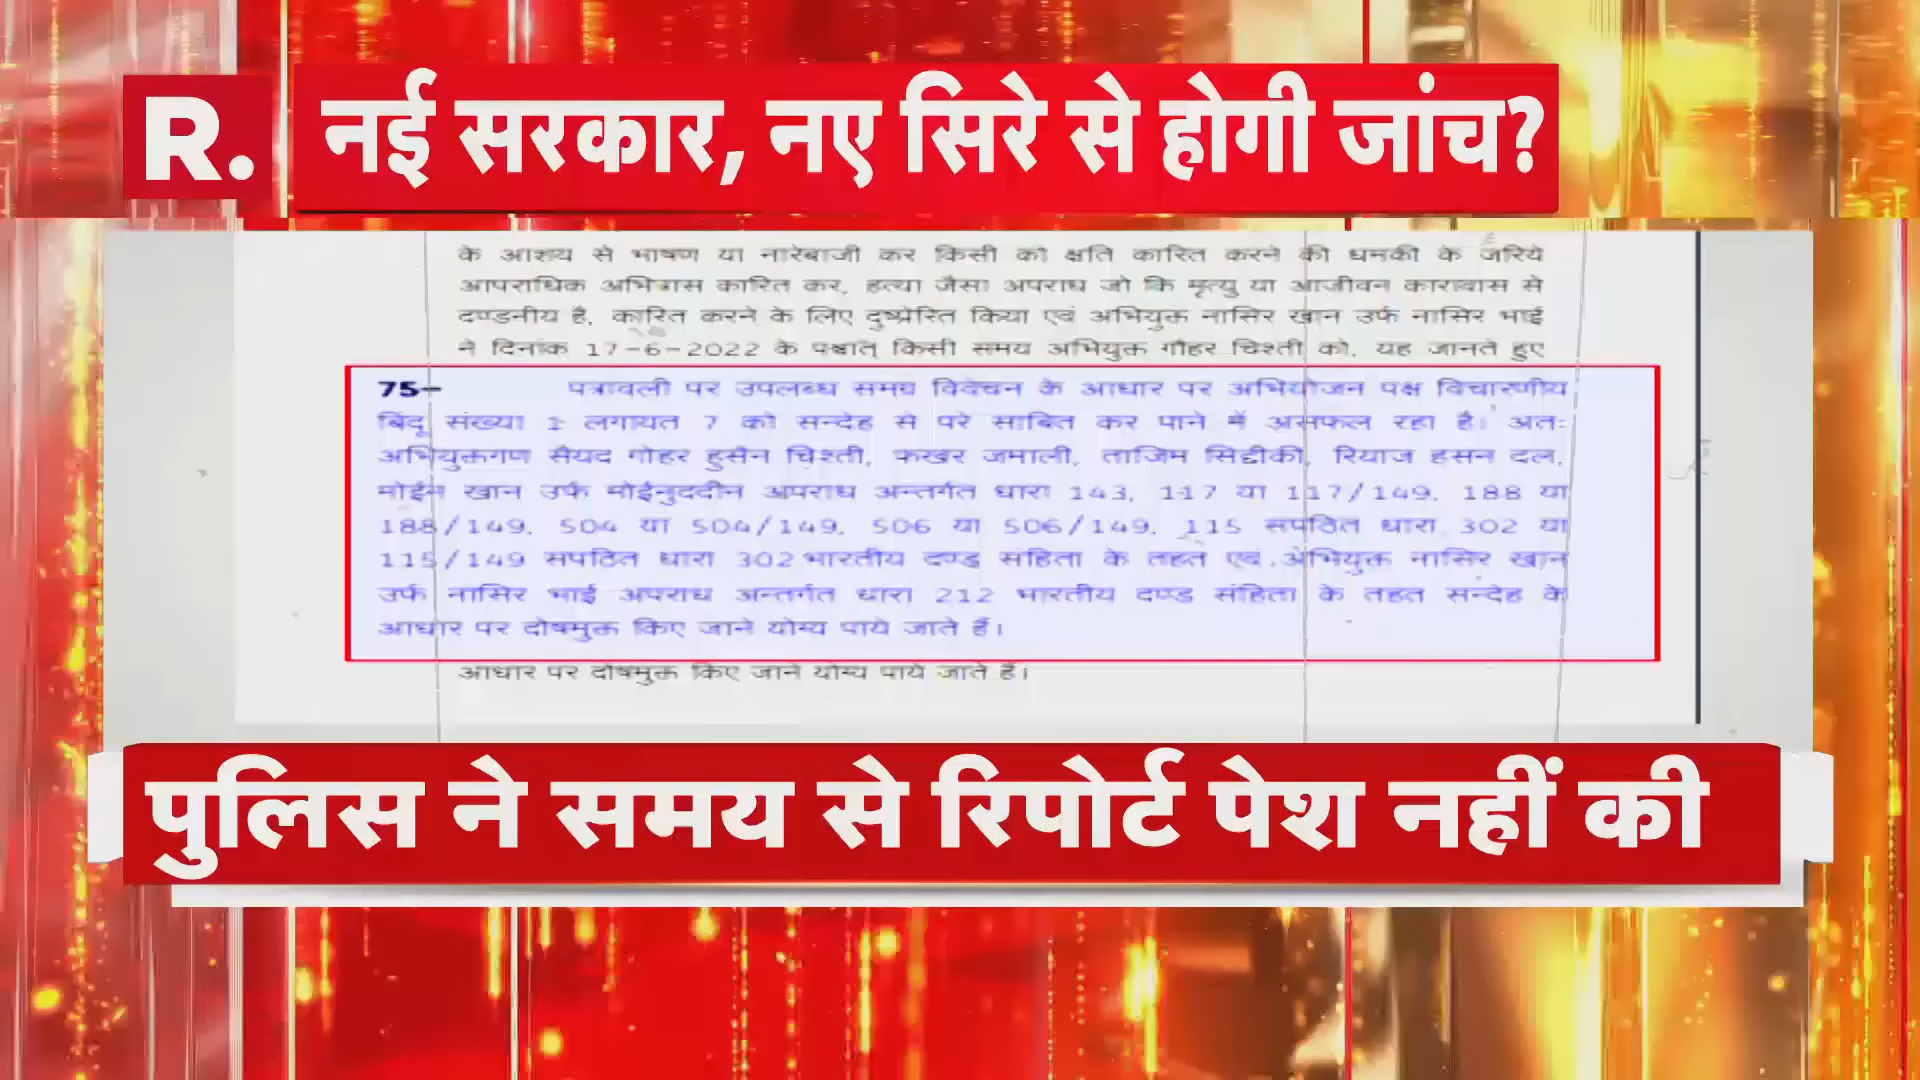 R. नई सरकार, नए सिरे से होगी जांच?
के आशय से भाषण या नारेबाजी कर किसी को क्षति कारित करने की धमकी के जरिये
आपराधिक अभित्रास कारित कर, हत्या जैसा अपराध जो कि मृत्यु या आजीवन कारावास से
दण्डनीय है, कारित करने के लिए दुष्प्रेरित किया एवं अभियुक्त नासिर खान उर्फ नासिर भाई
ने दिनांक 17-6-2022 के पश्चात् किसी समय अभियुक्त गौहर चिश्ती को, यह जानते हुए
75- पत्रावली पर उपलब्ध समग्र विवेचन के आधार पर अभियोजन पक्ष विचारणीय
बिंदू संख्या 1 लगायत 7 को सन्देह से परे साबित कर पाने में असफल रहा है। अतः
अभियुक्तगण सैयद गोहर हुसैन चिश्ती, फखर जमाली, ताजिम सिद्दीकी, रियाज हसन दल,
मोईन खान उर्फ मोईनुददीन अपराध अन्तर्गत धारा 143, 117 या 117/149, 188 या
188/149, 504 या 504/149, 506 या 506/149, 115 सपठित धारा 302 या
115/149 सपठित धारा 302 भारतीय दण्ड संहिता के तहत एवं अभियुक्त नासिर खान
उर्फ नासिर भाई अपराध अन्तर्गत धारा 212 भारतीय दण्ड संहिता के तहत सन्देह के
आधार पर दोषमुक्त किए जाने योग्य पाये जाते हैं।
आधार पर दोषमुक्त किए जाने योग्य पाये जाते हैं।
पुलिस ने समय से रिपोर्ट पेश नहीं की